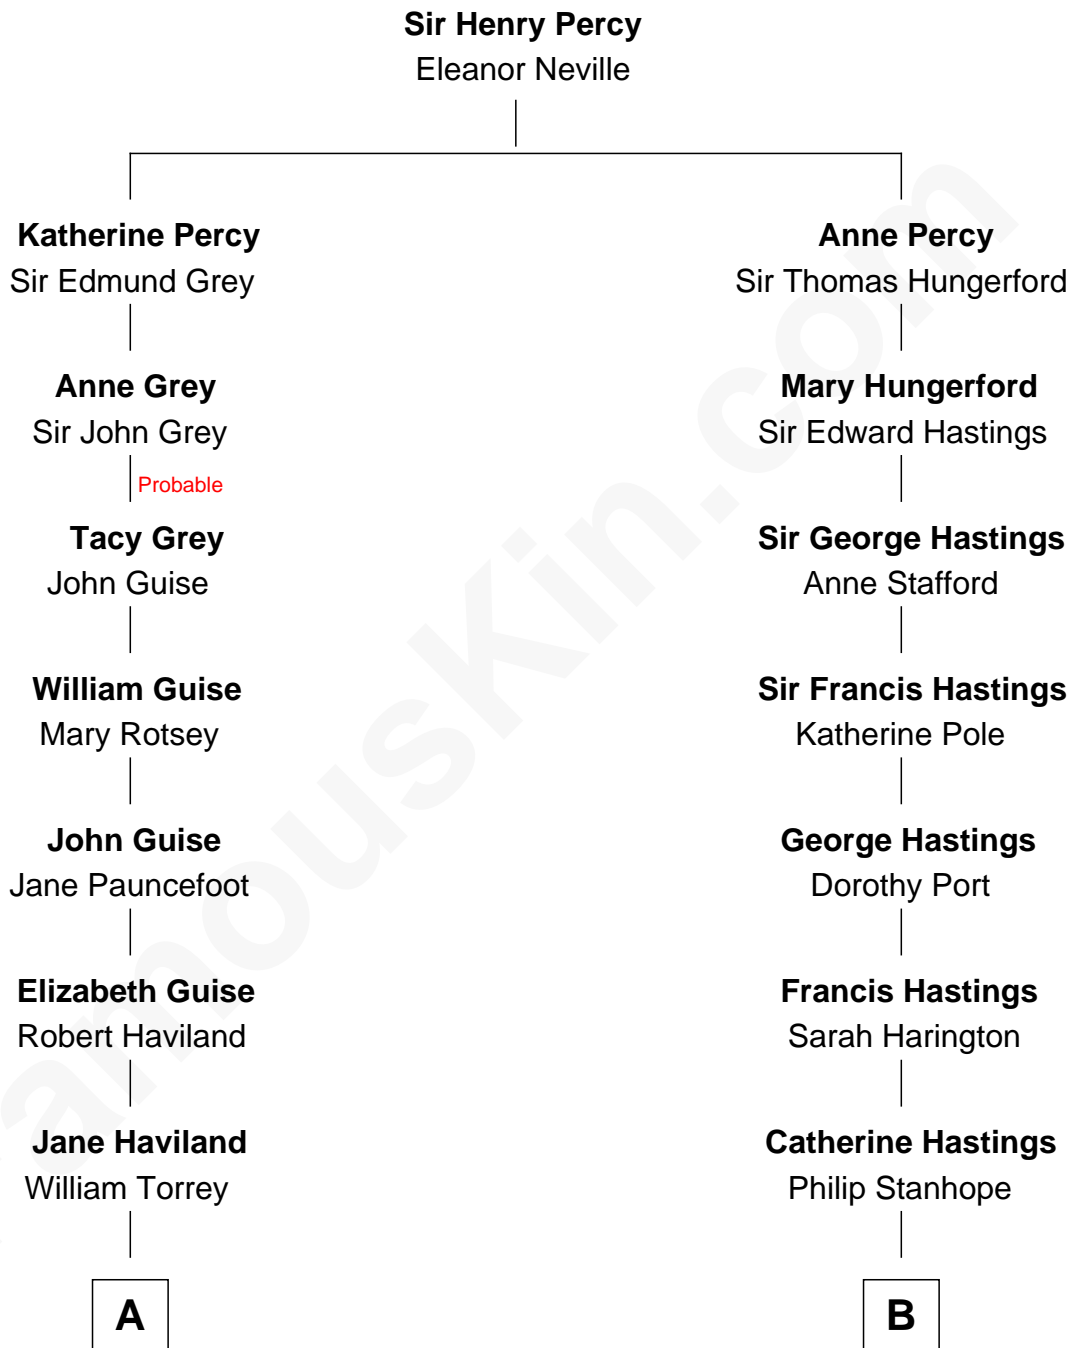 Sir Henry Percy
Eleanor Neville
Katherine Percy
Sir Edmund Grey
Anne Grey
Sir John Grey
Probable
Tacy Grey
John Guise
William Guise
Mary Rotsey
John Guise
Jane Pauncefoot
Elizabeth Guise
Robert Haviland
Jane Haviland
William Torrey
A
Anne Percy
Sir Thomas Hungerford
Mary Hungerford
Sir Edward Hastings
Sir George Hastings
Anne Stafford
Sir Francis Hastings
Katherine Pole
George Hastings
Dorothy Port
Francis Hastings
Sarah Harington
Catherine Hastings
Philip Stanhope
B
amousKin.com